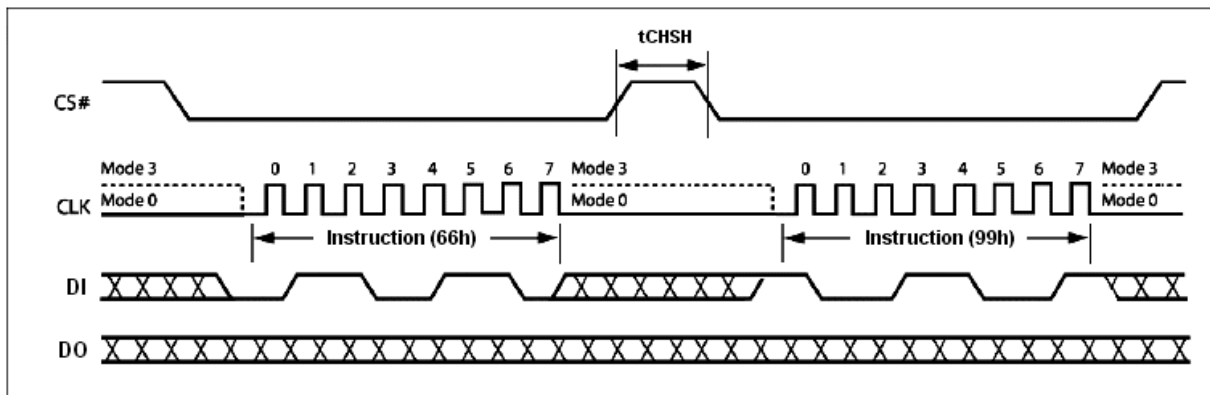 tCHSH
CS#
Mode 3 0 1 2 3 4 5 6 7 Mode 3 0 1 2 3 4 5 6 7 Mode 3
CLK Mode 0 Mode 0 Mode 0
Instruction (66h) Instruction (99h)
DI
DO